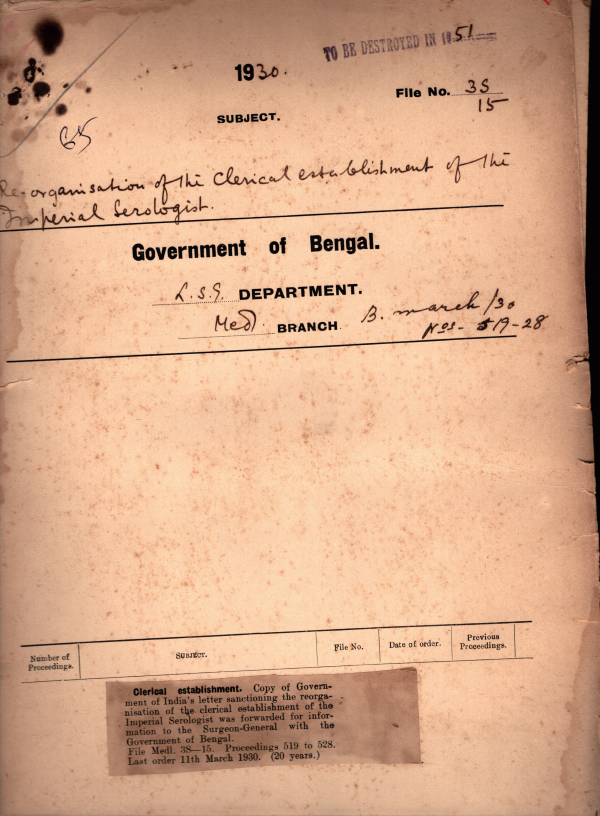 TO BE DESTROYED IN 1951
1930.
File No. 3S
15
SUBJECT.
65
Re-organisation of the Clerical establishment of the
Imperial Serologist.
Government of Bengal.
L.S.G. DEPARTMENT.
Medl. BRANCH
B. March/30
Nos- 519-28
Number of
Proceedings.
SUBJECT.
File No.
Date of order.
Previous
Proceedings.
Clerical establishment. Copy of Govern-
ment of India's letter sanctioning the reorga-
nisation of the clerical establishment of the
Imperial Serologist was forwarded for infor-
mation to the Surgeon-General with the
Government of Bengal.
File Medl. 3S—15. Proceedings 519 to 528.
Last order 11th March 1930. (20 years.)